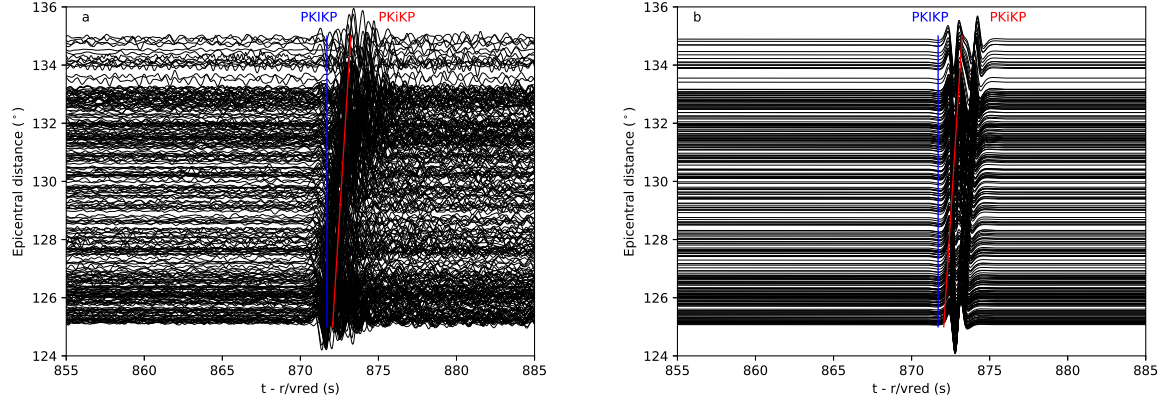 a
PKIKP
PKiKP
136
134
132
130
128
126
124
Epicentral distance (°)
855
860
865
870
875
880
885
t - r/vred (s)
b
PKIKP
PKiKP
136
134
132
130
128
126
124
Epicentral distance (°)
855
860
865
870
875
880
885
t - r/vred (s)